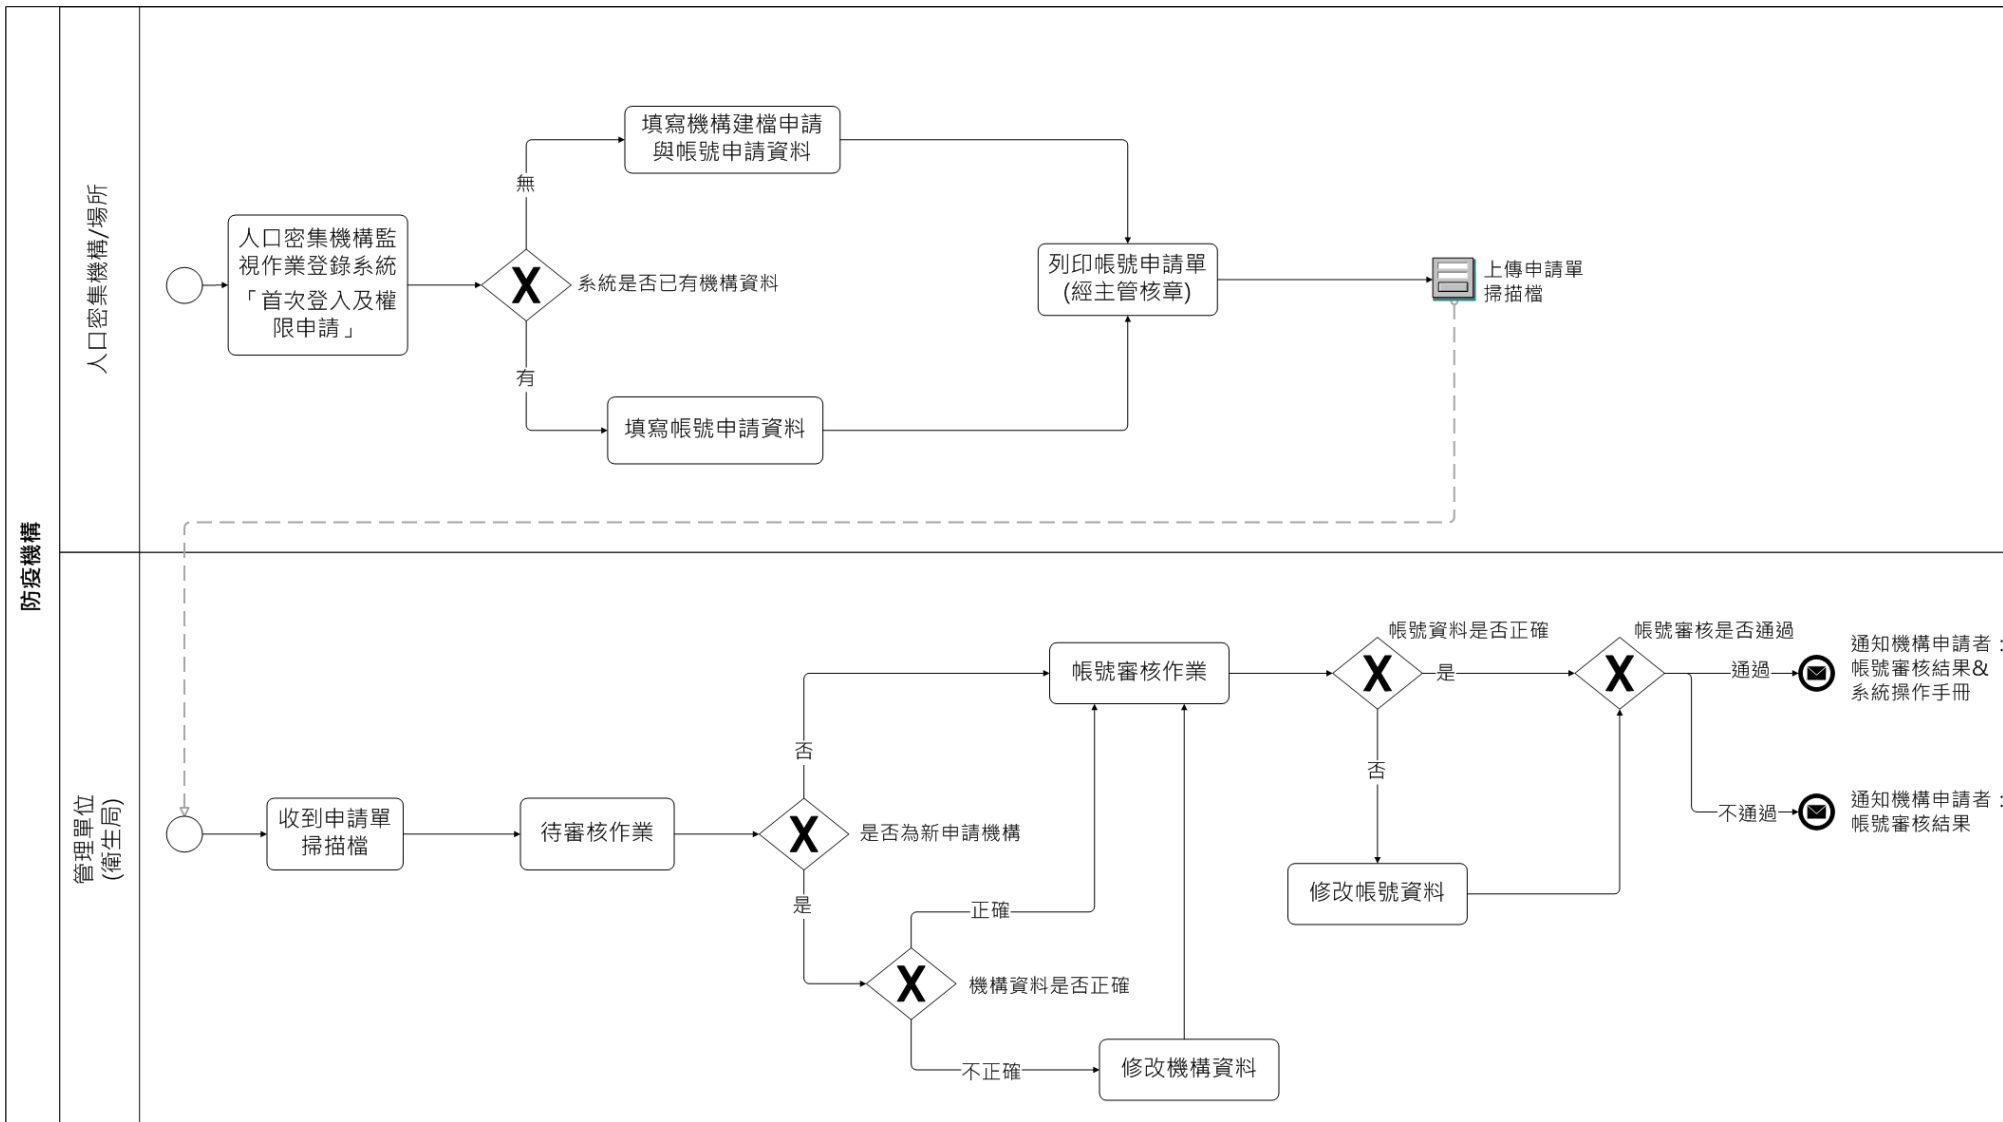 防疫機構
人口密集機構/場所
人口密集機構監
視作業登錄系統
「首次登入及權
限申請」
無
有
系統是否已有機構資料
填寫機構建檔申請
與帳號申請資料
填寫帳號申請資料
列印帳號申請單
(經主管核章)
上傳申請單
掃描檔
管理單位
(衛生局)
收到申請單
掃描檔
待審核作業
否
是
是否為新申請機構
正確
不正確
機構資料是否正確
修改機構資料
帳號審核作業
帳號資料是否正確
是
否
修改帳號資料
帳號審核是否通過
通過
不通過
通知機構申請者：
帳號審核結果&
系統操作手冊
通知機構申請者：
帳號審核結果